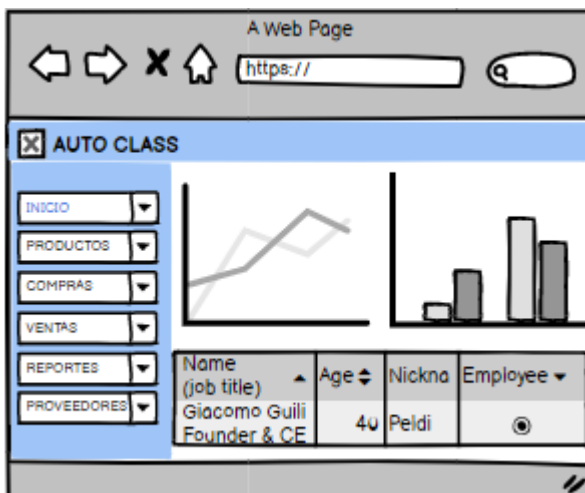 A Web Page
https://
AUTO CLASS
INICIO
PRODUCTOS
COMPRAS
VENTAS
REPORTES
PROVEEDORES
Name
(job title)
Age
Nickna
Employee
Giacomo Guili
Founder & CE
40
Peldi